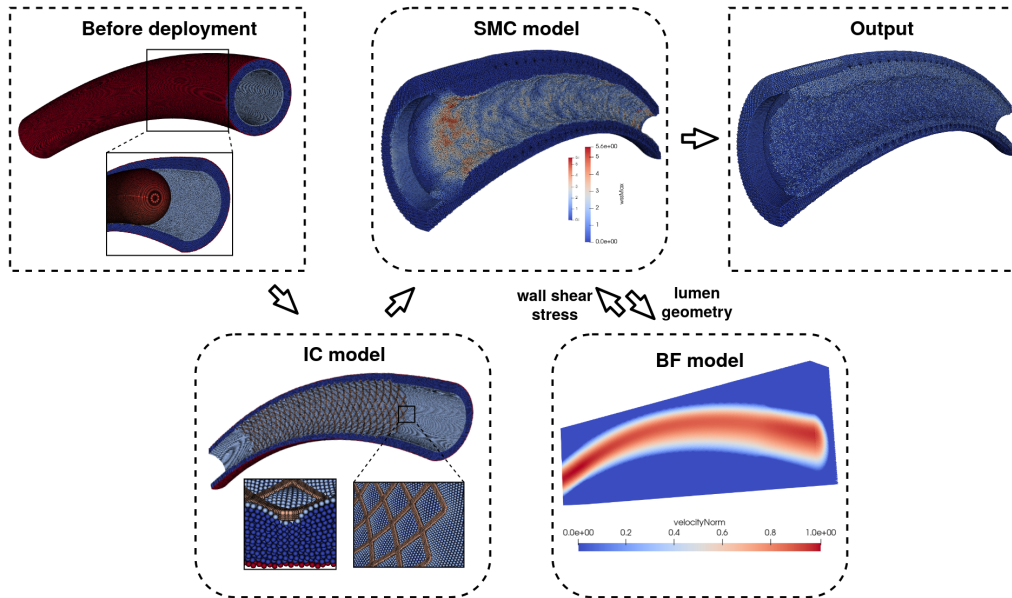 Before deployment
SMC model
Output
5.6e+00
5
4
3
2
1
0.0e+00
wssMax
wall shear
stress
lumen
geometry
IC model
BF model
velocityNorm
0.0e+00
0.2
0.4
0.6
0.8
1.0e+00